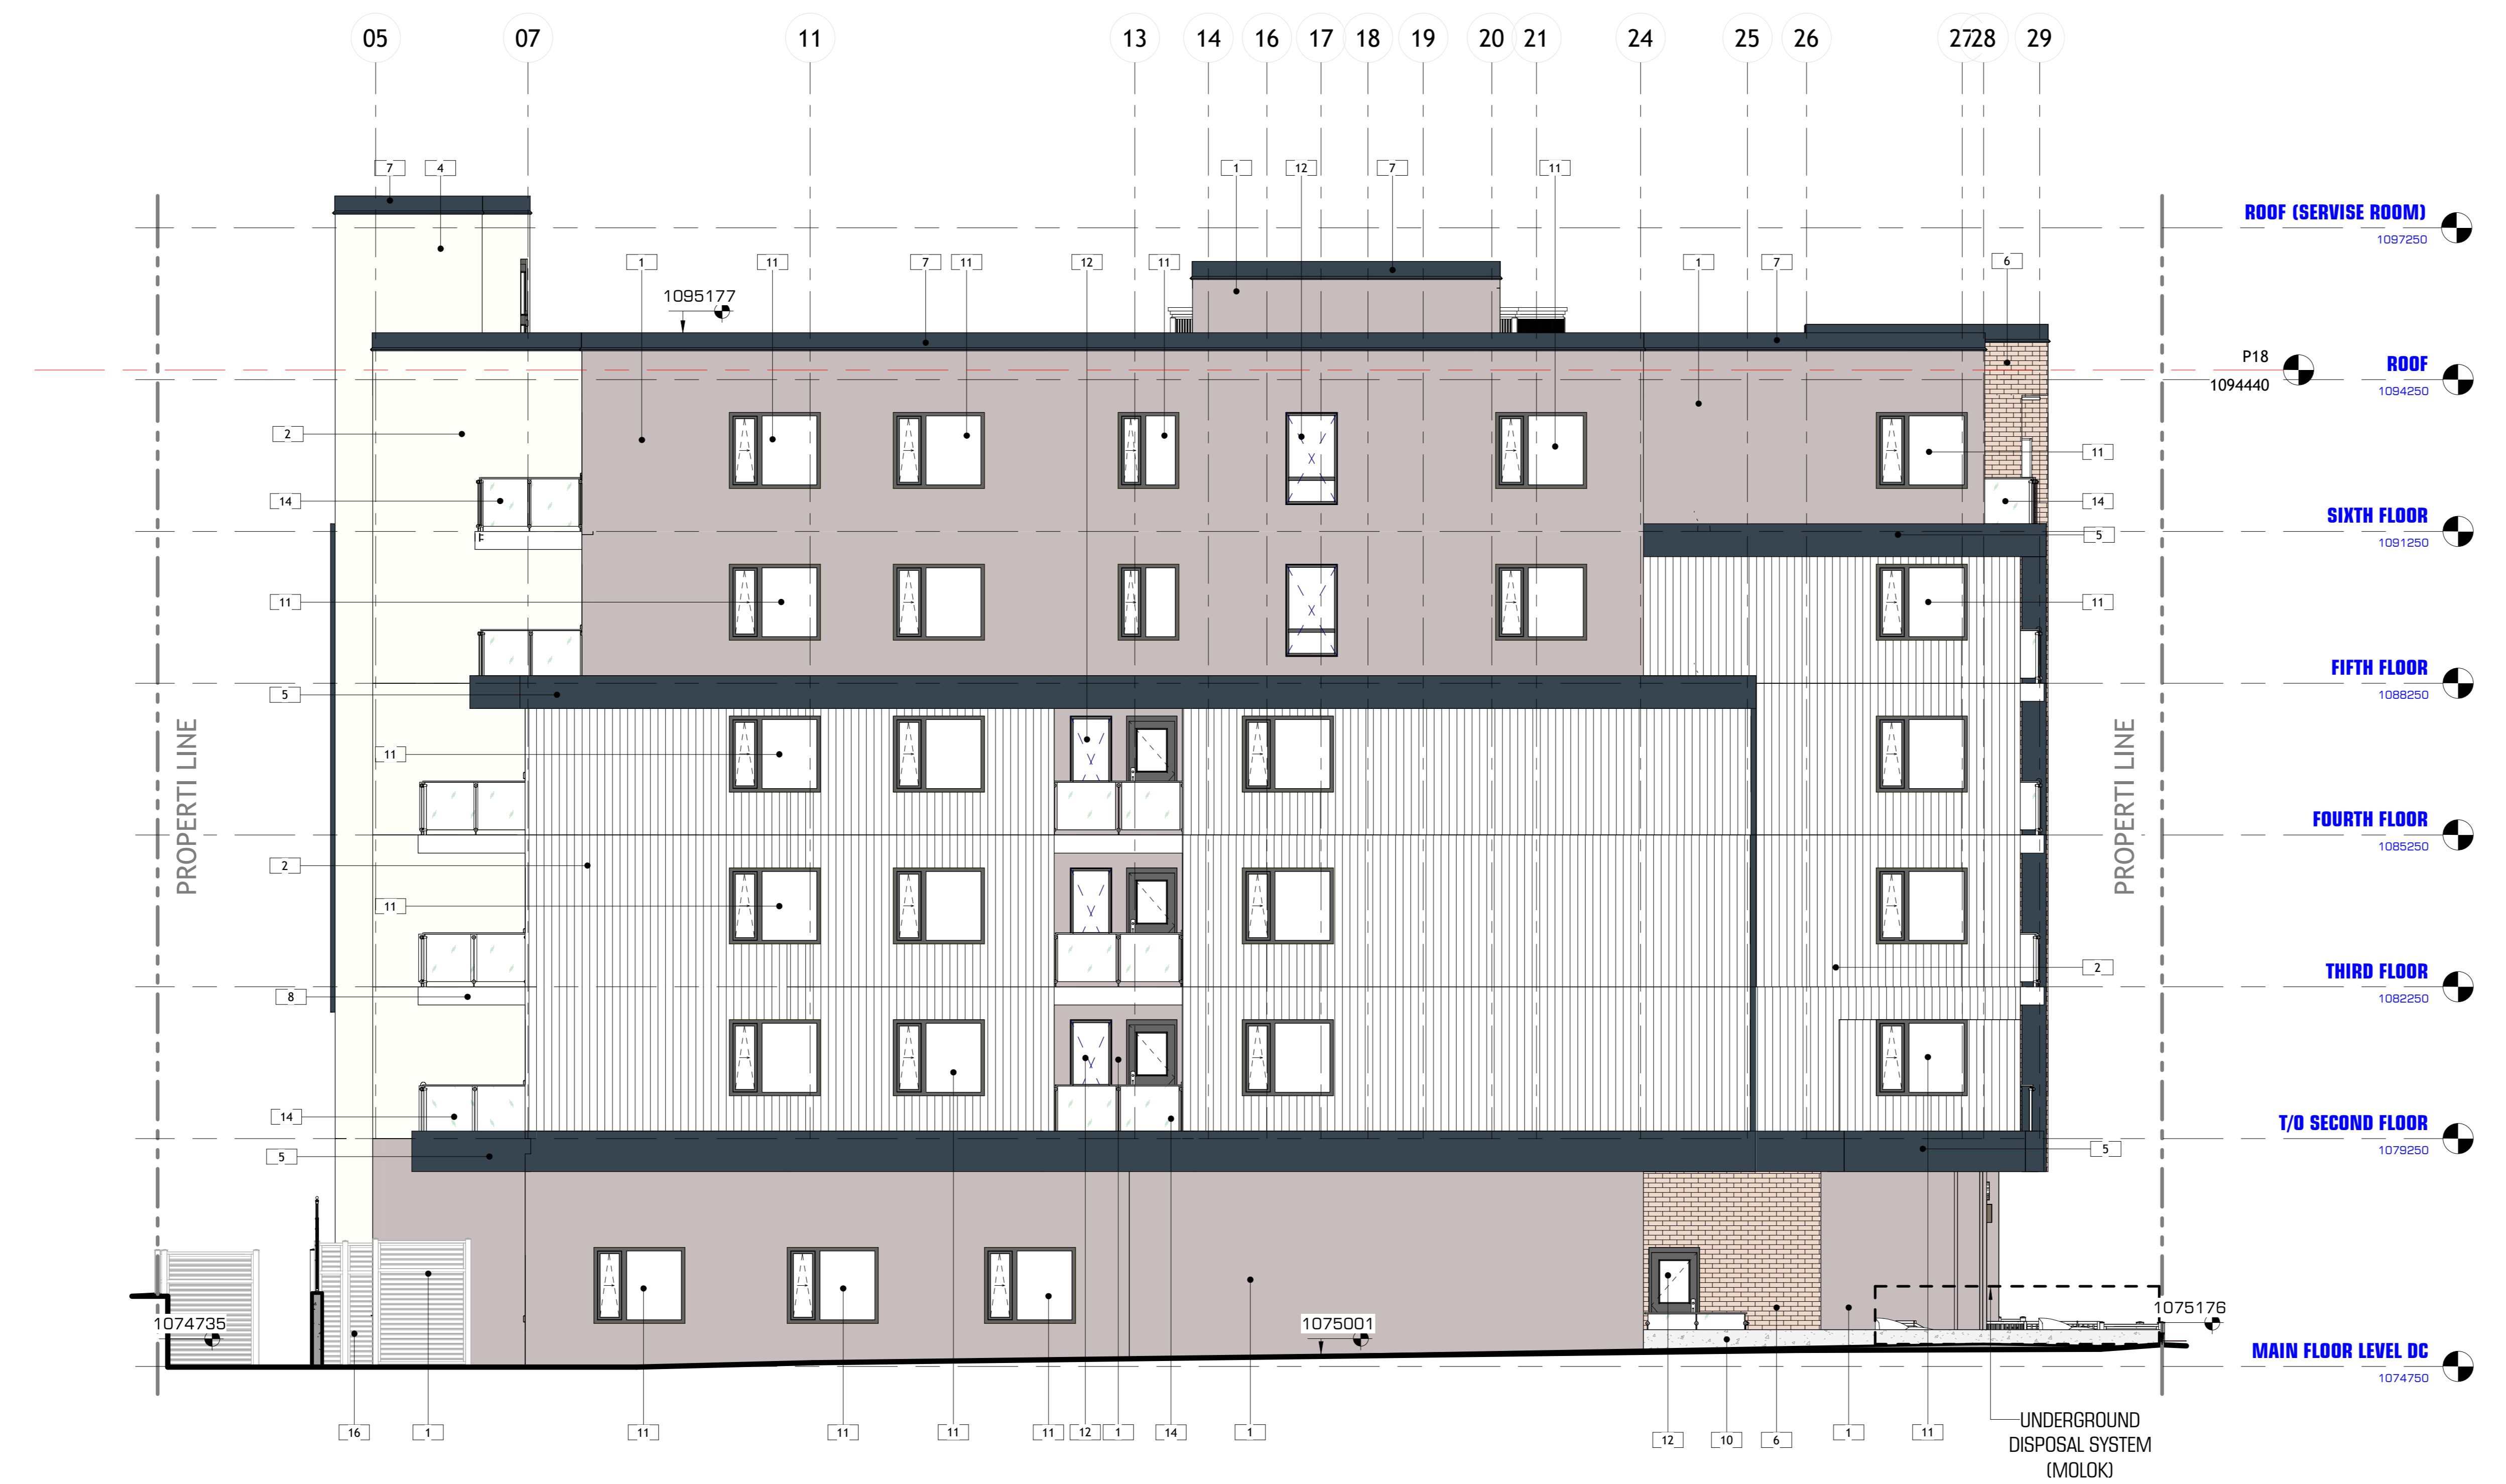 05 07 11 13 14 16 17 18 19 20 21 24 25 26 27 28 29
7 4 1 12 7 11
ROOF (SERVISE ROOM)
1097250
1 11 7 11 12 11 1 7 6
1095177
P18
1094440
ROOF
1094250
2
11
14 14
SIXTH FLOOR
1091250
5
11 11
FIFTH FLOOR
1088250
5
PROPERTI LINE
PROPERTI LINE
11
FOURTH FLOOR
1085250
2
11
THIRD FLOOR
1082250
2
8
14
T/O SECOND FLOOR
1079250
5 5
1074735
1075001
1075176
MAIN FLOOR LEVEL DC
1074750
16 1 11 11 11 11 12 1 14 1 12 10 6 1 11
UNDERGROUND
DISPOSAL SYSTEM
(MOLOK)